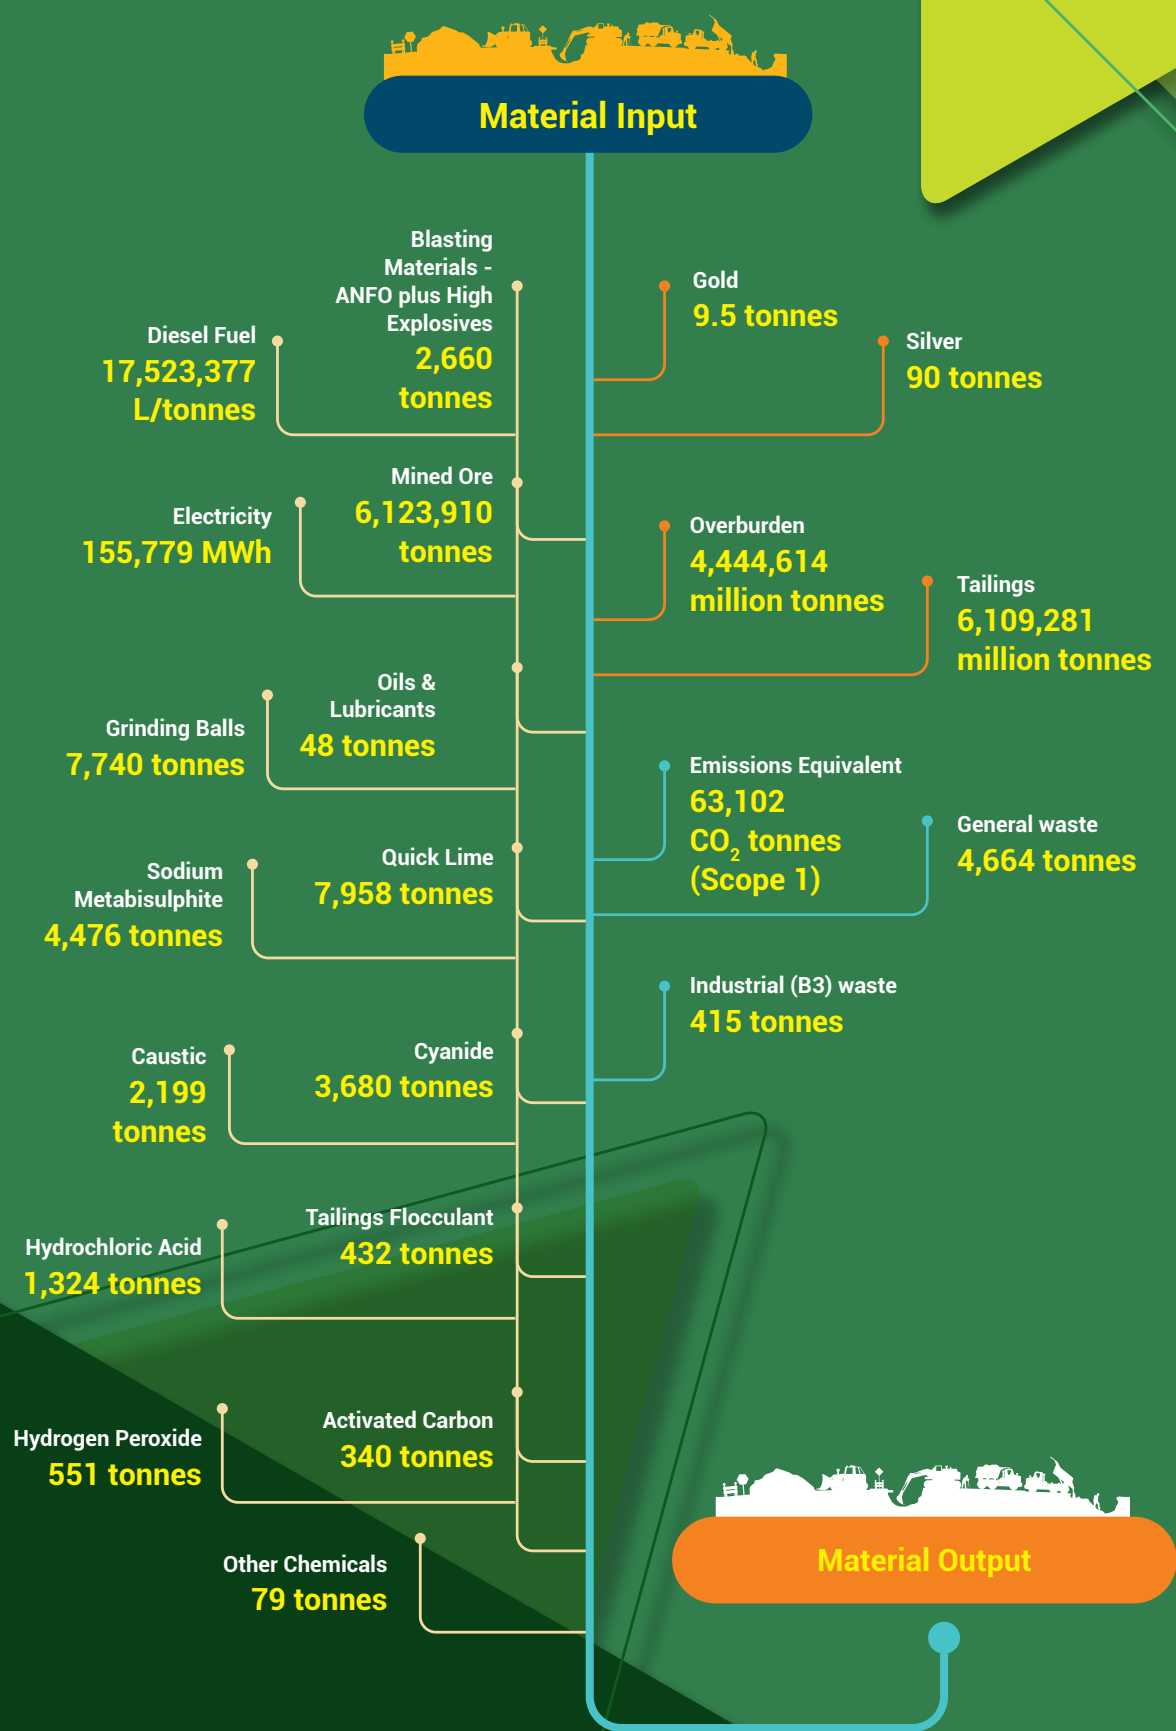 Material Input
Blasting
Materials -
ANFO plus High
Explosives
2,660
tonnes
Diesel Fuel
17,523,377
L/tonnes
Mined Ore
6,123,910
tonnes
Electricity
155,779 MWh
Oils &
Lubricants
48 tonnes
Grinding Balls
7,740 tonnes
Quick Lime
7,958 tonnes
Sodium
Metabisulphite
4,476 tonnes
Cyanide
3,680 tonnes
Caustic
2,199
tonnes
Tailings Flocculant
432 tonnes
Hydrochloric Acid
1,324 tonnes
Activated Carbon
340 tonnes
Hydrogen Peroxide
551 tonnes
Other Chemicals
79 tonnes
Gold
9.5 tonnes
Silver
90 tonnes
Overburden
4,444,614
million tonnes
Tailings
6,109,281
million tonnes
Emissions Equivalent
63,102
CO₂ tonnes
(Scope 1)
General waste
4,664 tonnes
Industrial (B3) waste
415 tonnes
Material Output